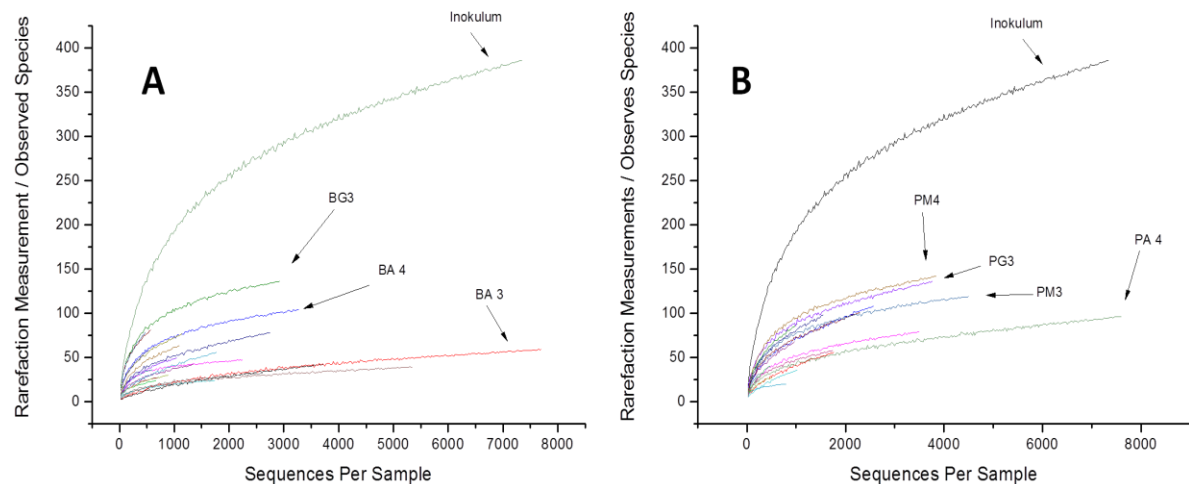 A
Inokulum
BG3
BA 4
BA 3
Rarefaction Measurement / Observed Species
400
350
300
250
200
150
100
50
0
0 1000 2000 3000 4000 5000 6000 7000 8000
Sequences Per Sample
B
Inokulum
PM4
PG3
PA 4
PM3
Rarefaction Measurements / Observes Species
400
350
300
250
200
150
100
50
0
0 2000 4000 6000 8000
Sequences Per Sample